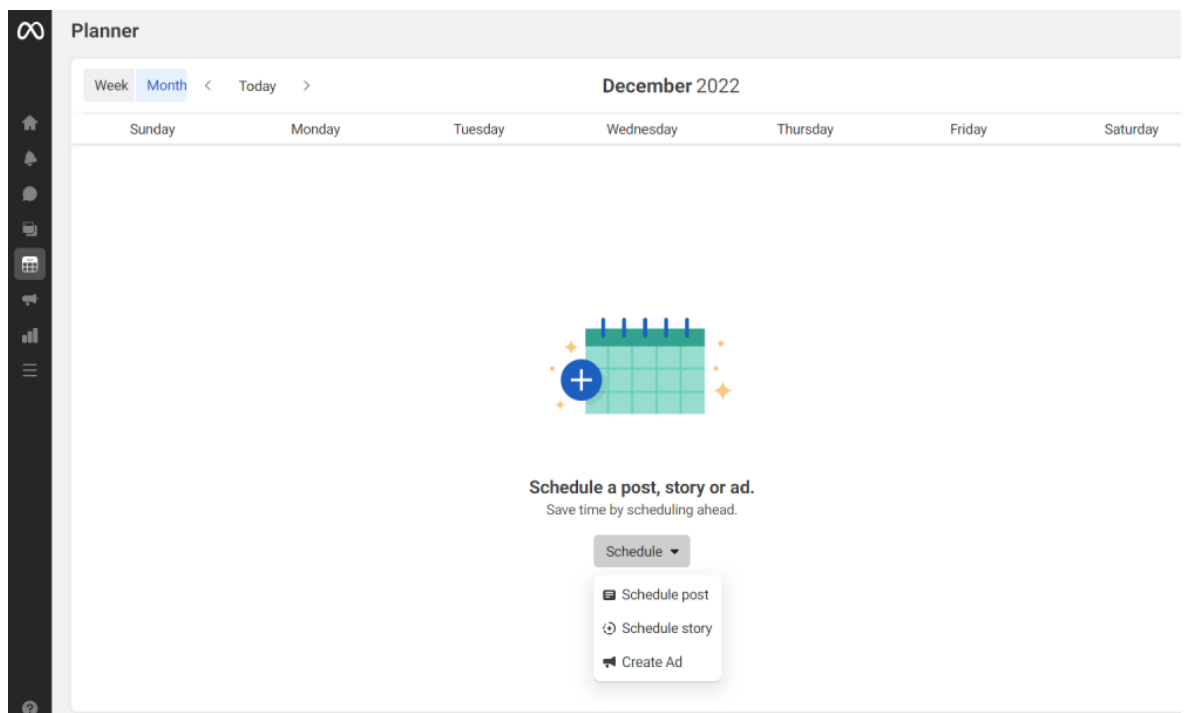 Planner
Week Month Today December 2022
Sunday Monday Tuesday Wednesday Thursday Friday Saturday
Schedule a post, story or ad.
Save time by scheduling ahead.
Schedule
Schedule post
Schedule story
Create Ad